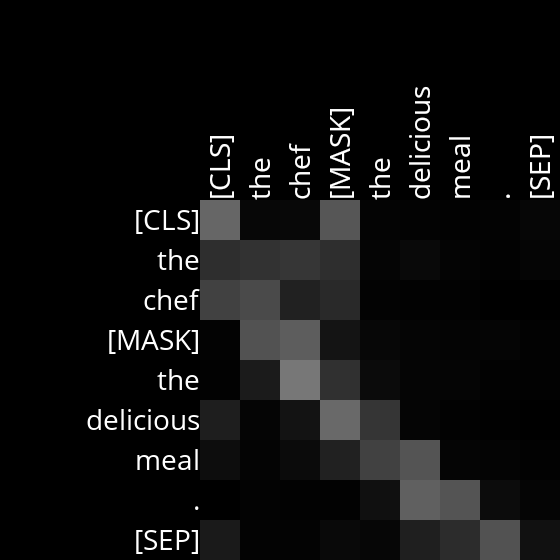 [CLS]
the
chef
[MASK]
the
delicious
meal
.
[SEP]
[CLS]
the
chef
[MASK]
the
delicious
meal
.
[SEP]